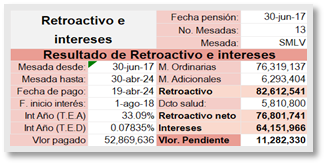 Retroactivo e intereses
Fecha pensión: 30-jun-17
No. Mesadas: 13
Mesada: SMLV
Resultado de Retroactivo e intereses
Mesada desde: 30-jun-17 M. Ordinarias 76,319,137
Mesada hasta: 30-abr-24 M. Adicionales 6,293,404
Fecha de pago: 19-abr-24 Retroactivo 82,612,541
F. inicio interés: 1-ago-18 Dcto salud: 5,810,800
Int Año (T.E.A) 33.09% Retroactivo neto 76,801,741
Int Año (T.E.D) 0.07835% Intereses 64,151,966
Vlor pagado 52,869,636 Vlor. Pendiente 11,282,330